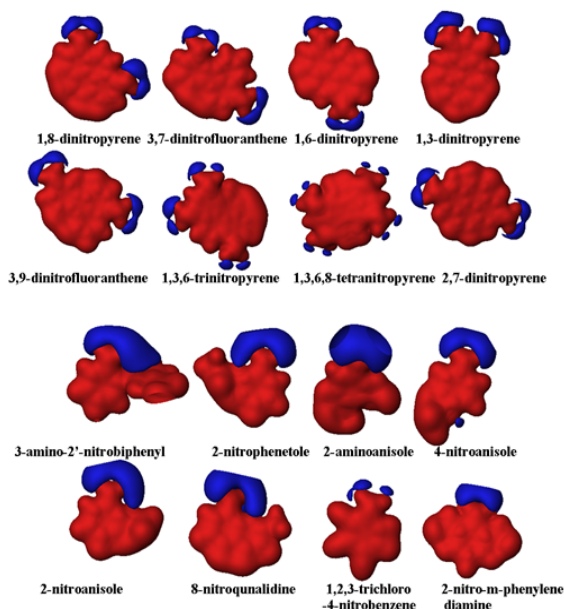 1,8-dinitropyrene 3,7-dinitrofluoranthene 1,6-dinitropyrene 1,3-dinitropyrene
3,9-dinitrofluoranthene 1,3,6-trinitropyrene 1,3,6,8-tetranitropyrene 2,7-dinitropyrene
3-amino-2'-nitrobiphenyl 2-nitrophenetole 2-aminoanisole 4-nitroanisole
2-nitroanisole 8-nitroqunalidine 1,2,3-trichloro 2-nitro-m-phenylene
-4-nitrobenzene diamine